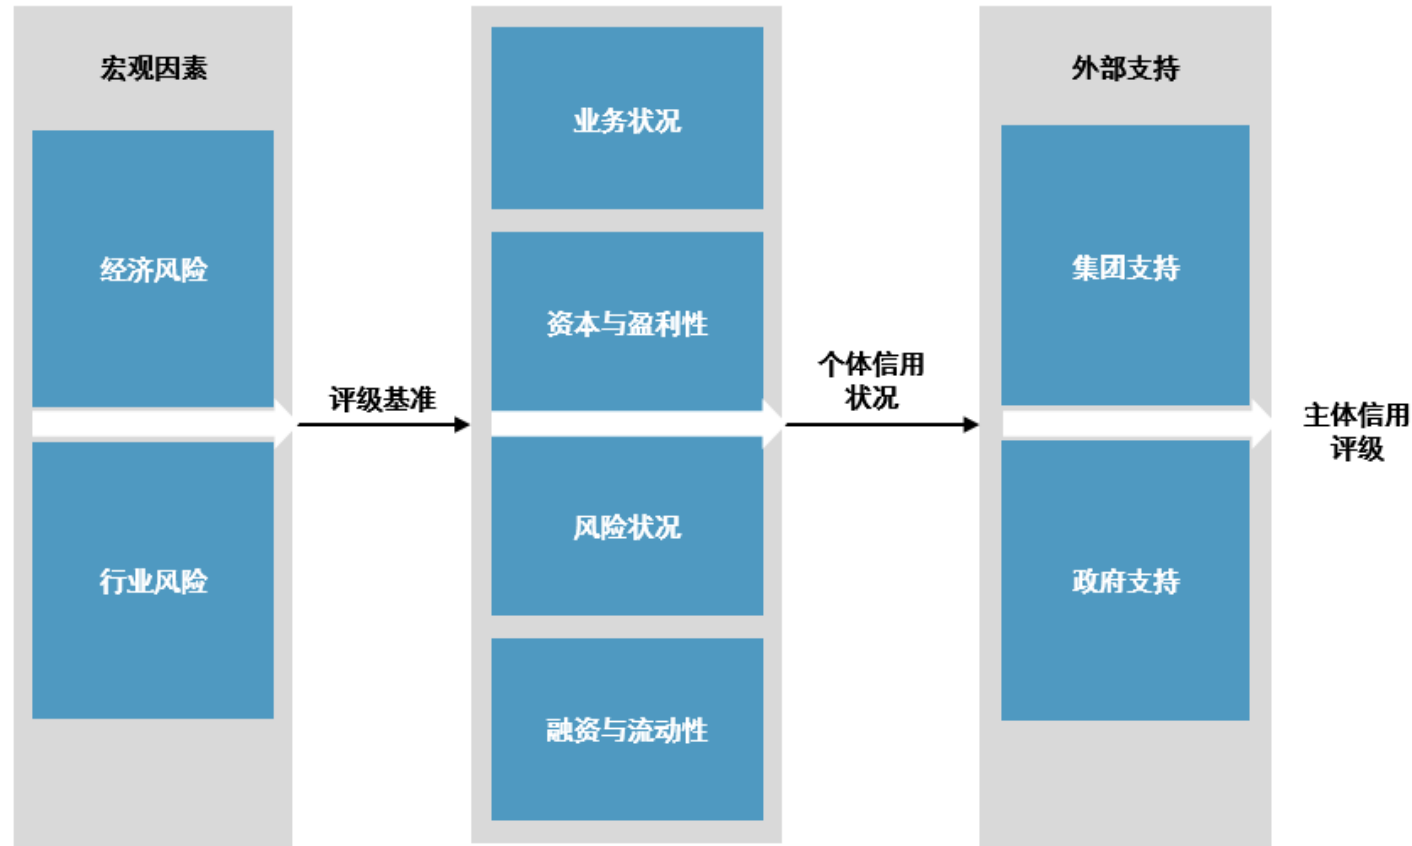 宏观因素
经济风险
行业风险
评级基准
业务状况
资本与盈利性
风险状况
融资与流动性
个体信用
状况
外部支持
集团支持
政府支持
主体信用
评级